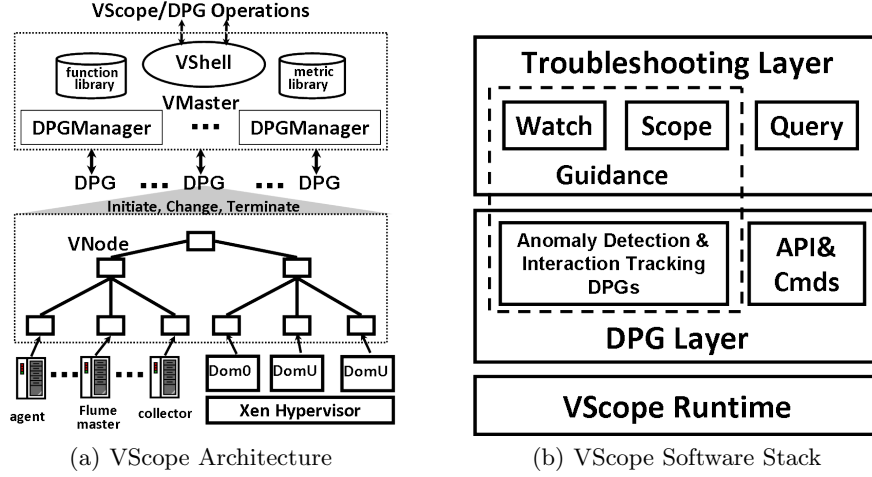 VScope/DPG Operations
VShell
function
library
metric
library
VMaster
DPGManager
DPGManager
DPG
DPG
DPG
Initiate, Change, Terminate
VNode
Dom0
DomU
DomU
agent
Flume
master
collector
Xen Hypervisor
(a) VScope Architecture
Troubleshooting Layer
Watch
Scope
Query
Guidance
Anomaly Detection &
Interaction Tracking
DPGs
API&
Cmds
DPG Layer
VScope Runtime
(b) VScope Software Stack